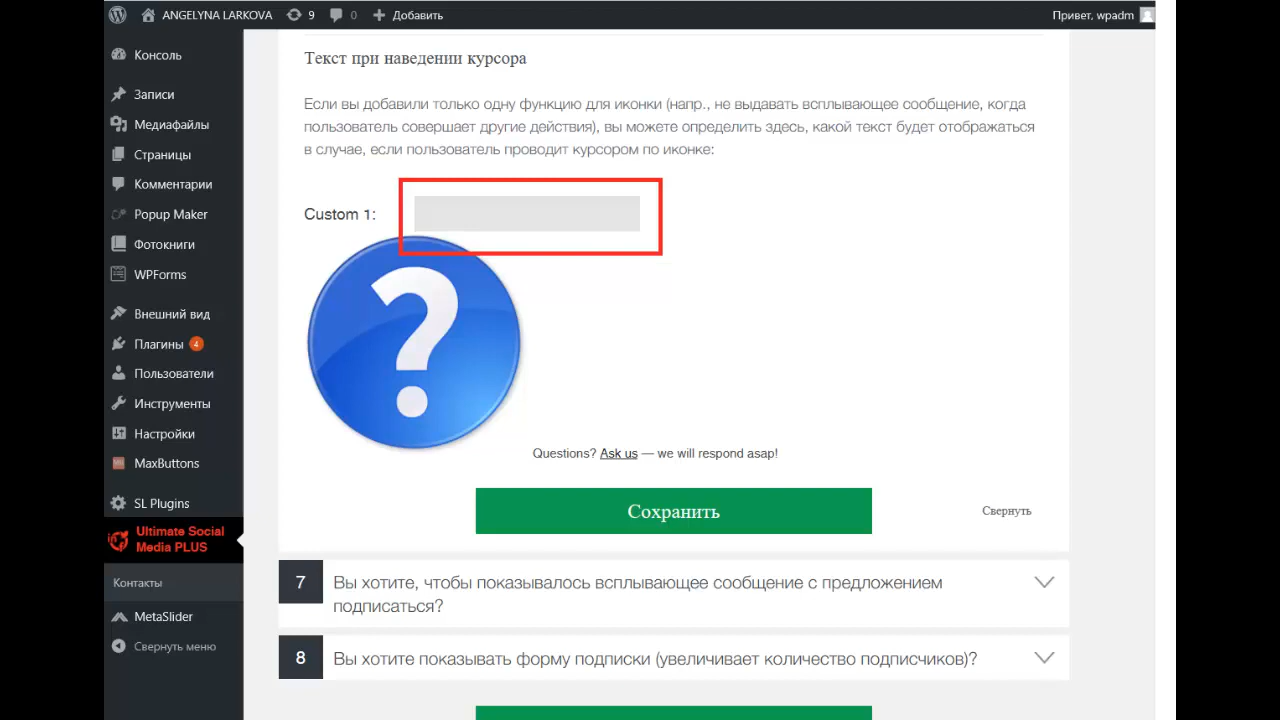 ANGELYNA LARKOVA 9 0 Добавить Привет, wpadm
Консоль
Записи
Медиафайлы
Страницы
Комментарии
Popup Maker
Фотокниги
WPForms
Внешний вид
Плагины 4
Пользователи
Инструменты
Настройки
MaxButtons
SL Plugins
Ultimate Social
Media PLUS
Контакты
MetaSlider
Свернуть меню
Текст при наведении курсора
Если вы добавили только одну функцию для иконки (напр., не выдавать всплывающее сообщение, когда
пользователь совершает другие действия), вы можете определить здесь, какой текст будет отображаться
в случае, если пользователь проводит курсором по иконке:
Custom 1:
?
Questions? Ask us — we will respond asap!
Сохранить
Свернуть
7 Вы хотите, чтобы показывалось всплывающее сообщение с предложением
подписаться?
8 Вы хотите показывать форму подписки (увеличивает количество подписчиков)?